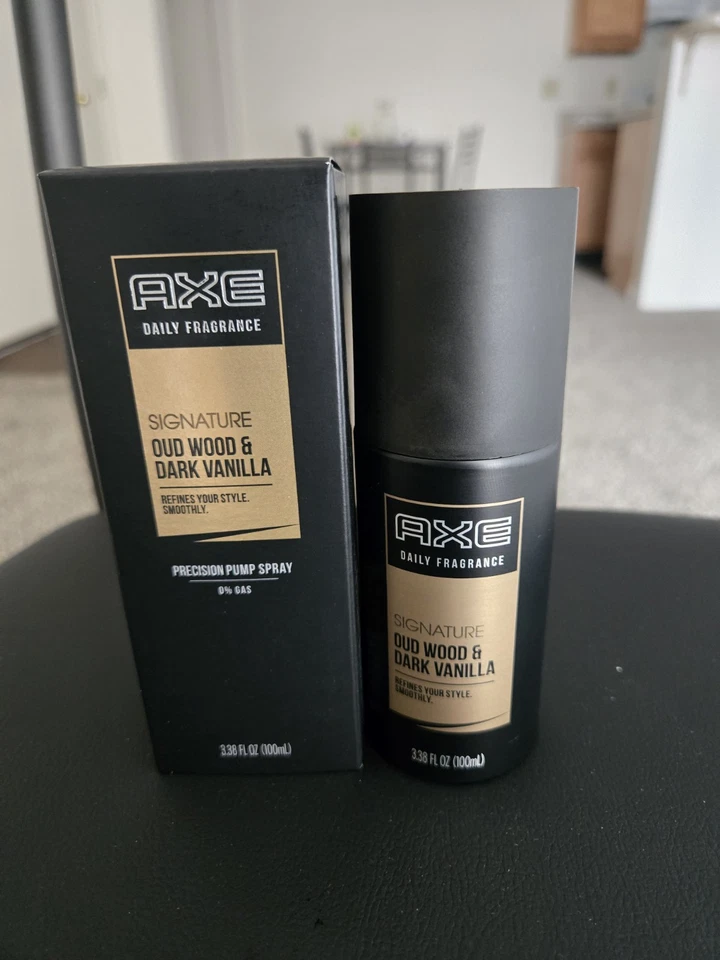 AXE
DAILY FRAGRANCE
SIGNATURE
OUD WOOD &
DARK VANILLA
REFINES YOUR STYLE.
SMOOTHLY.
PRECISION PUMP SPRAY
0% GAS
3.38 FL OZ (100mL)
AXE
DAILY FRAGRANCE
SIGNATURE
OUD WOOD &
DARK VANILLA
REFINES YOUR STYLE.
SMOOTHLY.
3.38 FL OZ (100mL)